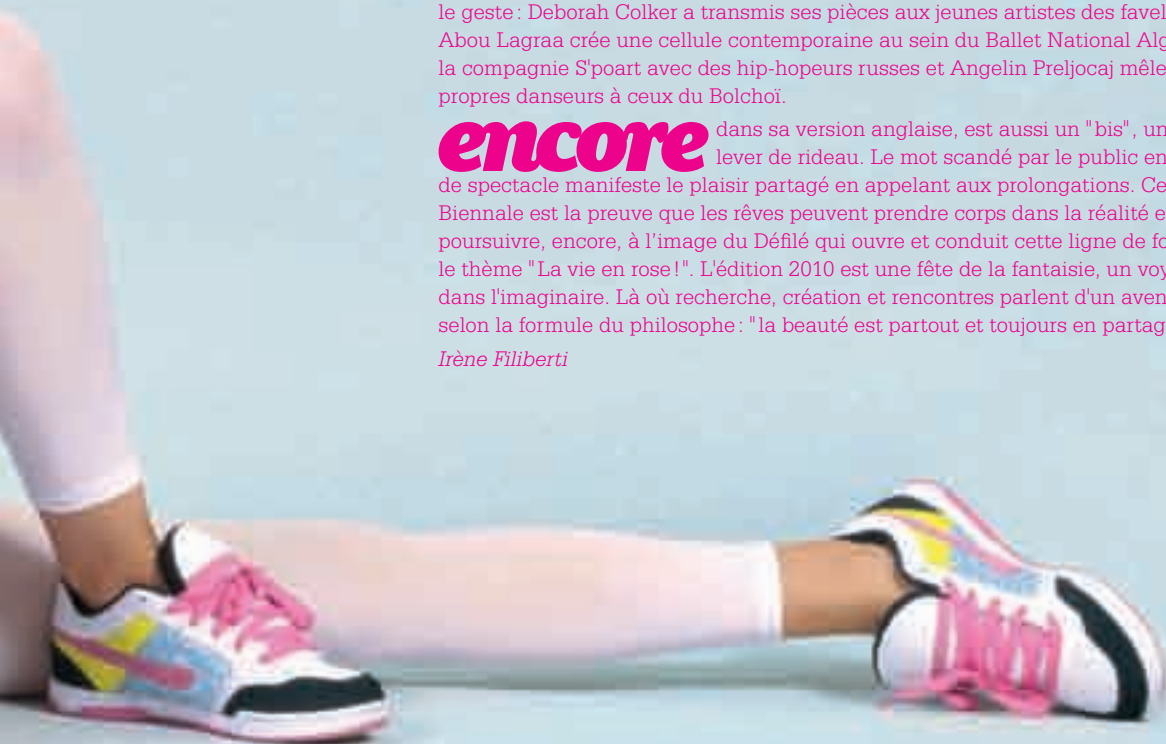 le geste : Deborah Colker a transmis ses pièces aux jeunes artistes des favel
Abou Lagraa crée une cellule contemporaine au sein du Ballet National Alg
la compagnie S'poart avec des hip-hopeurs russes et Angelin Preljocaj mêle
propres danseurs à ceux du Bolchoï.
encore dans sa version anglaise, est aussi un "bis", un
lever de rideau. Le mot scandé par le public en
de spectacle manifeste le plaisir partagé en appelant aux prolongations. Ce
Biennale est la preuve que les rêves peuvent prendre corps dans la réalité e
poursuivre, encore, à l'image du Défilé qui ouvre et conduit cette ligne de fo
le thème "La vie en rose !". L'édition 2010 est une fête de la fantaisie, un voy
dans l'imaginaire. Là où recherche, création et rencontres parlent d'un aven
selon la formule du philosophe : "la beauté est partout et toujours en partag
Irène Filiberti